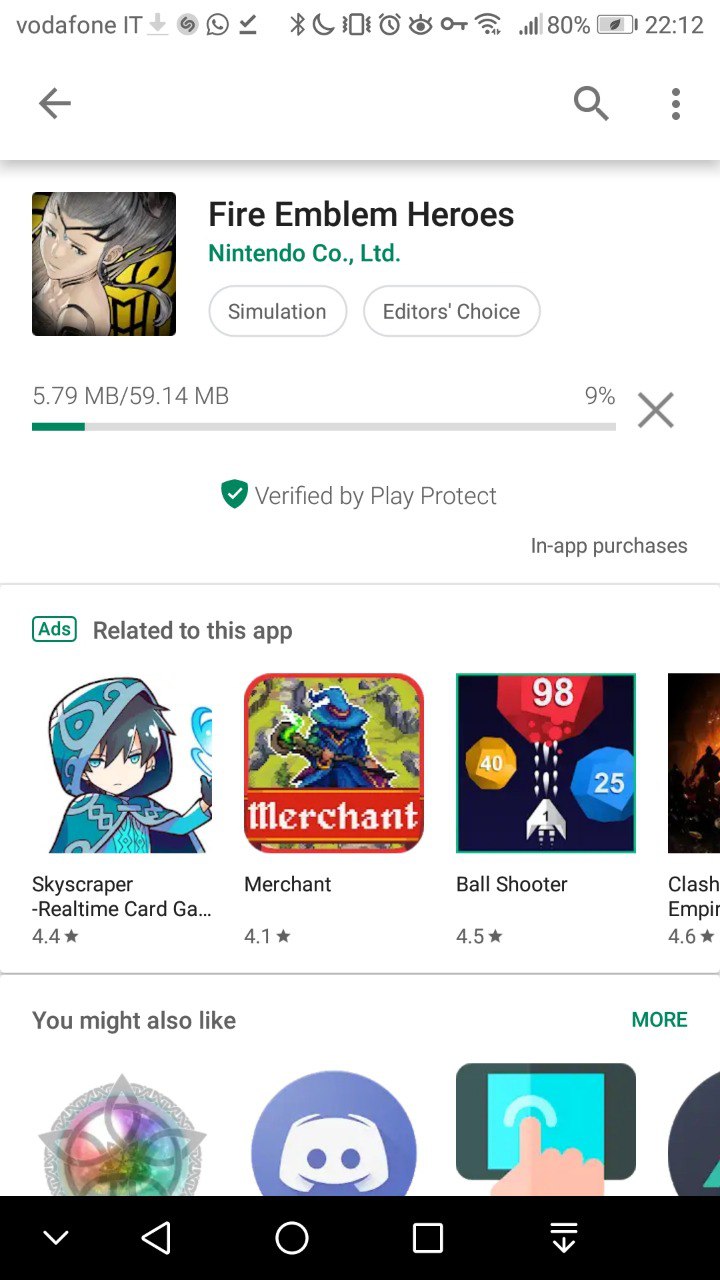 vodafone IT 80% 22:12
Fire Emblem Heroes
Nintendo Co., Ltd.
Simulation Editors' Choice
5.79 MB/59.14 MB 9%
Verified by Play Protect
In-app purchases
Ads Related to this app
98
40
25
1
Merchant
Skyscraper Merchant Ball Shooter Clash
-Realtime Card Ga... Empir
4.4★ 4.1★ 4.5★ 4.6★
You might also like MORE